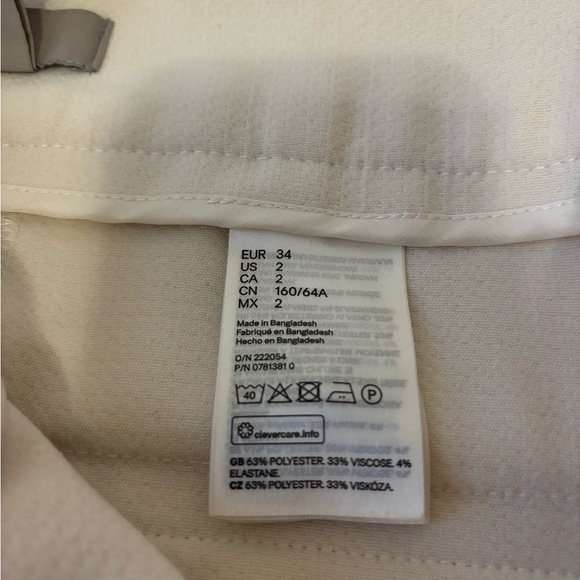 EUR 34
US 2
CA 2
CN 160/64A
MX 2
Made in Bangladesh
Fabriqué en Bangladesh
Hecho en Bangladesh
O/N 222054
P/N 0781381 0
40
P
clevercare.info
GB 63% POLYESTER. 33% VISCOSE. 4%
ELASTANE.
CZ 63% POLYESTER. 33% VISKÓZA.